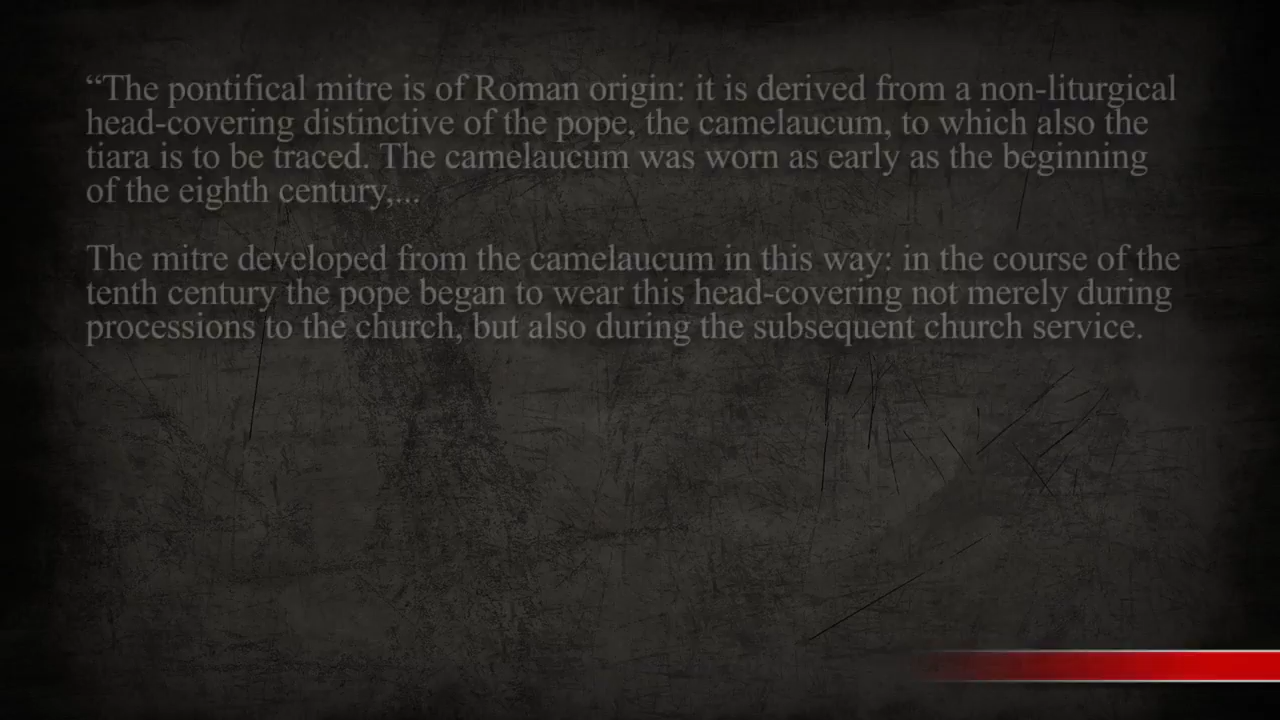 “The pontifical mitre is of Roman origin: it is derived from a non-liturgical
head-covering distinctive of the pope, the camelaucum, to which also the
tiara is to be traced. The camelaucum was worn as early as the beginning
of the eighth century,...
The mitre developed from the camelaucum in this way: in the course of the
tenth century the pope began to wear this head-covering not merely during
processions to the church, but also during the subsequent church service.